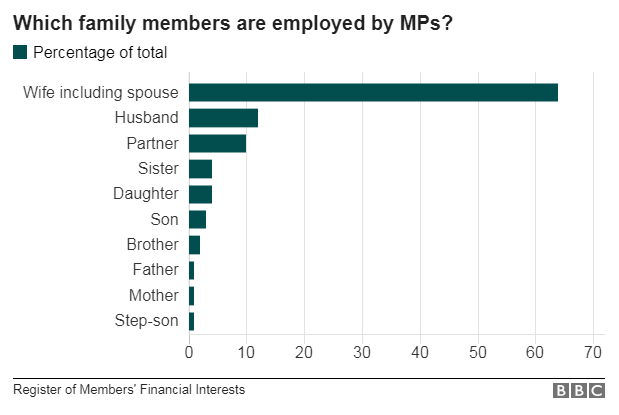 Which family members are employed by MPs?
Percentage of total
Wife including spouse
Husband
Partner
Sister
Daughter
Son
Brother
Father
Mother
Step-son
0 10 20 30 40 50 60 70
Register of Members' Financial Interests
BBC